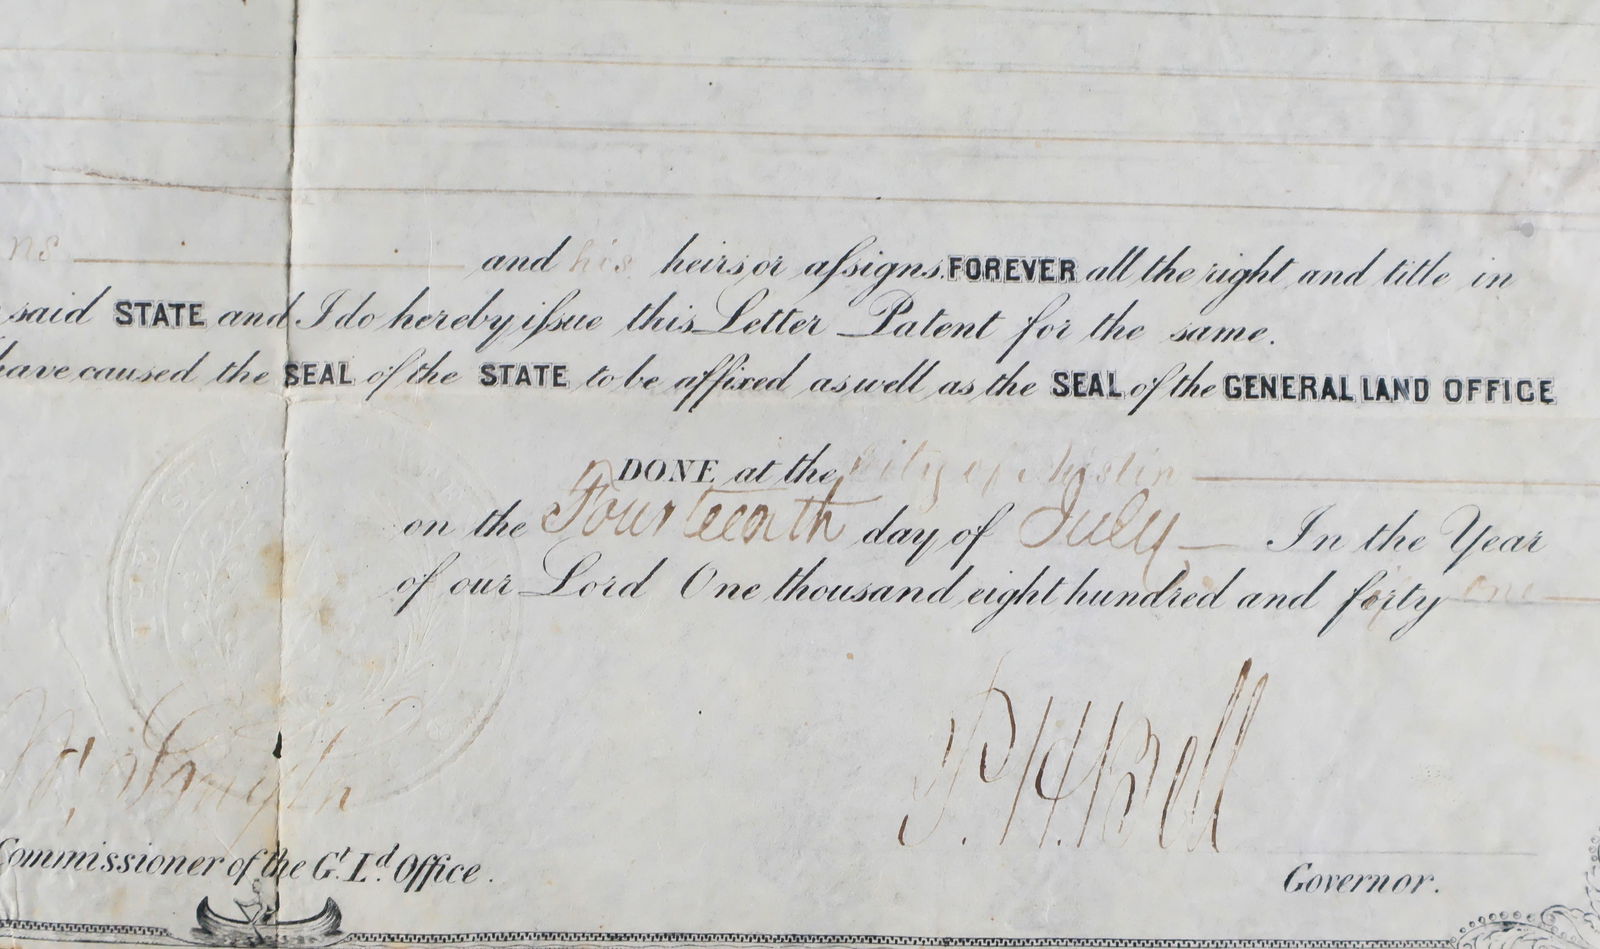 ns and his heirs, or aſsigns, FOREVER all the right and title in
said STATE and I do hereby iſsue this Letter Patent for the same.
have caused the SEAL of the STATE to be affixed as well as the SEAL of the GENERAL LAND OFFICE
DONE at the City of Austin
on the Fourteenth day of July In the Year
of our Lord One thousand eight hundred and fifty one
P. H. Bell
Commissioner of the Gt. Ld. Office.
Governor.